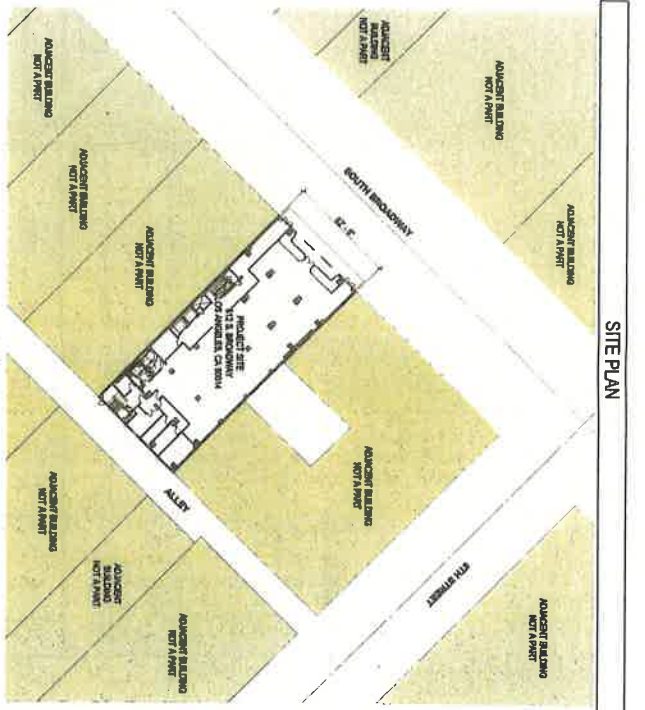 SITE PLAN
ADJACENT
BUILDING
NOT A PART
ADJACENT BUILDING
NOT A PART
ADJACENT BUILDING
NOT A PART
ADJACENT BUILDING
NOT A PART
ADJACENT BUILDING
NOT A PART
ADJACENT BUILDING
NOT A PART
SOUTH BROADWAY
PROJECT SITE
S. BROADWAY
LOS ANGELES, CA 90014
ADJACENT BUILDING
NOT A PART
ALLEY
ADJACENT BUILDING
NOT A PART
ADJACENT
BUILDING
NOT A PART
ADJACENT BUILDING
NOT A PART
STREET
ADJACENT BUILDING
NOT A PART